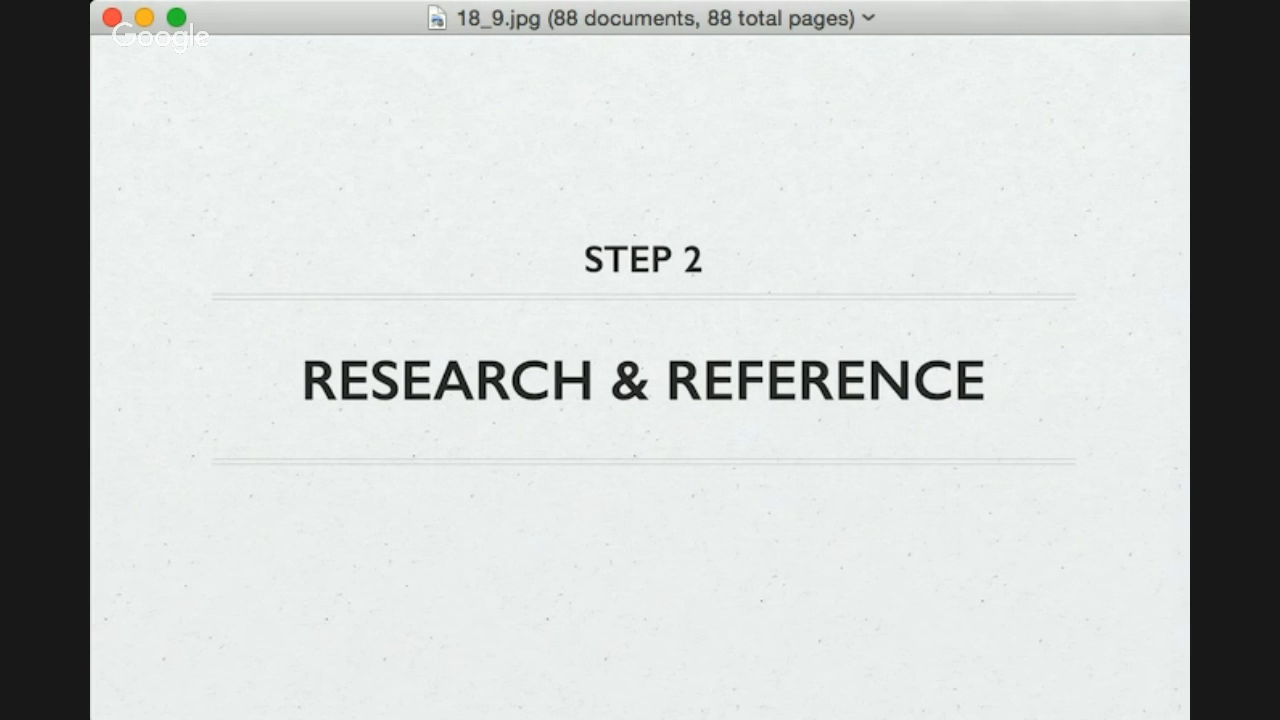 18_9.jpg (88 documents, 88 total pages)
Google
STEP 2
RESEARCH & REFERENCE